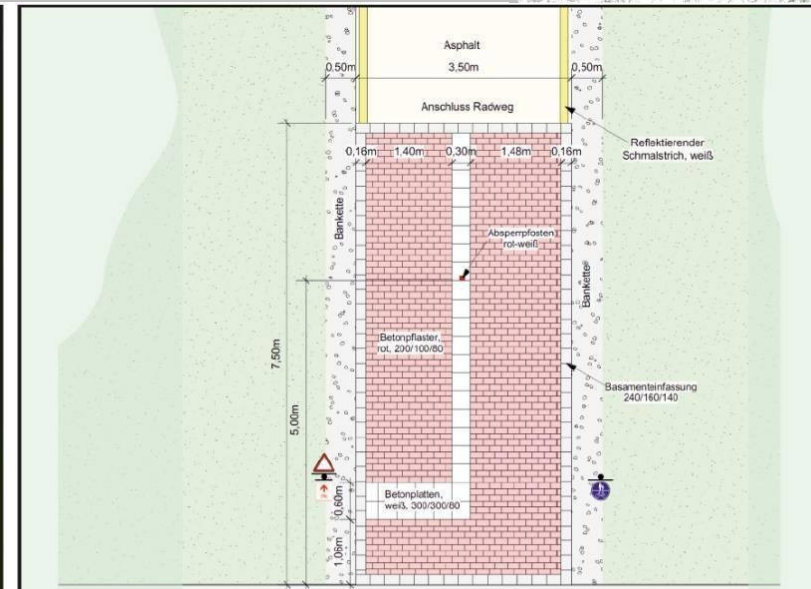 Asphalt
0,50m 3,50m 0,50m
Anschluss Radweg
Reflektierender
Schmalstrich, weiß
0,16m 1,40m 0,30m 1,48m 0,16m
Bankette
Absperrpfosten
rot-weiß
Bankette
Betonpflaster,
rot, 200/100/80
7,50m
Basamenteinfassung
240/160/140
5,00m
Betonplatten,
weiß, 300/300/80
0,60m
1,06m